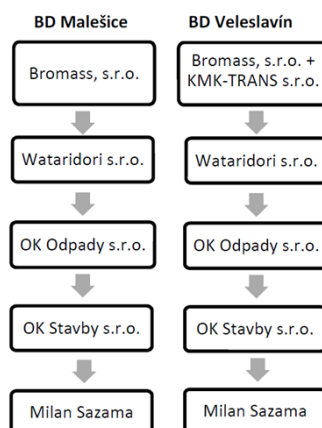 BD Malešice
Bromass, s.r.o.
Wataridori s.r.o.
OK Odpady s.r.o.
OK Stavby s.r.o.
Milan Sazama
BD Veleslavín
Bromass, s.r.o. +
KMK-TRANS s.r.o.
Wataridori s.r.o.
OK Odpady s.r.o.
OK Stavby s.r.o.
Milan Sazama